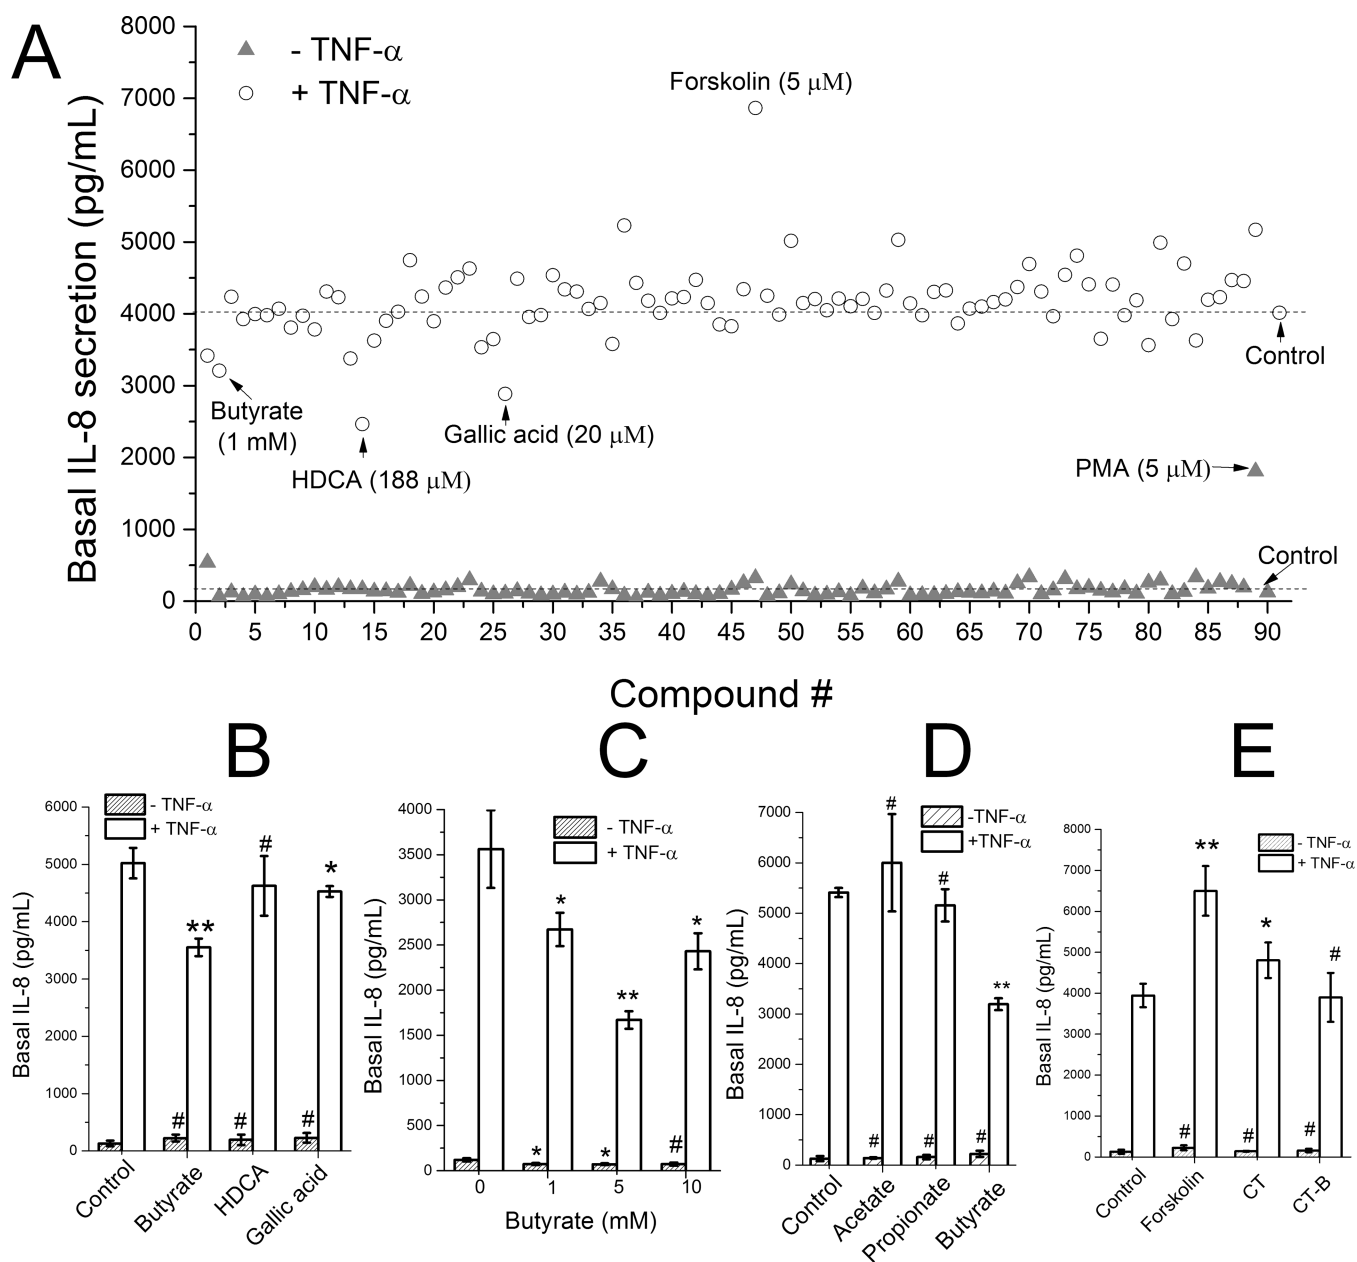 A
8000
7000
6000
5000
4000
3000
2000
1000
0
Basal IL-8 secretion (pg/mL)
- TNF-α
+ TNF-α
Forskolin (5 μM)
Control
Butyrate
(1 mM)
Gallic acid (20 μM)
HDCA (188 μM)
PMA (5 μM)
Control
0 5 10 15 20 25 30 35 40 45 50 55 60 65 70 75 80 85 90
Compound #
B
6000
5000
4000
3000
2000
1000
0
Basal IL-8 (pg/mL)
- TNF-α
+ TNF-α
** # *
# # #
Control Butyrate HDCA Gallic acid
C
4000
3500
3000
2500
2000
1500
1000
500
0
Basal IL-8 (pg/mL)
- TNF-α
+ TNF-α
* ** *
* * #
0 1 5 10
Butyrate (mM)
D
7000
6000
5000
4000
3000
2000
1000
0
Basal IL-8 (pg/mL)
-TNF-α
+TNF-α
# # **
# # #
Control Acetate Propionate Butyrate
E
8000
7000
6000
5000
4000
3000
2000
1000
0
Basal IL-8 (pg/mL)
- TNF-α
+ TNF-α
** * #
# # #
Control Forskolin CT CT-B